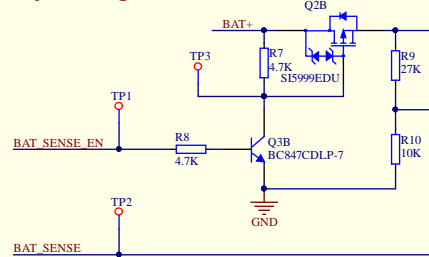 Q2B
BAT+
TP3
R7
4.7K
SI5999EDU
R9
27K
TP1
BAT_SENSE_EN
R8
4.7K
Q3B
BC847CDLP-7
R10
10K
TP2
GND
BAT_SENSE